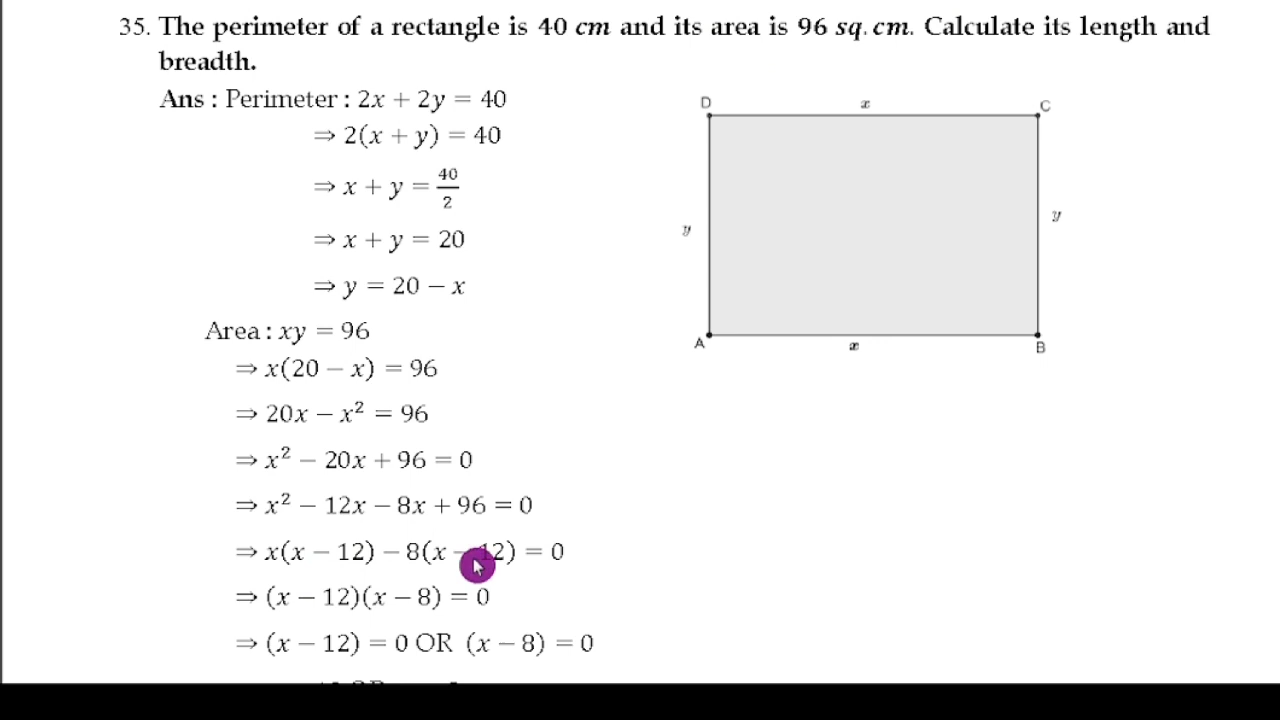 35. The perimeter of a rectangle is 40 cm and its area is 96 sq. cm. Calculate its length and
breadth.
Ans : Perimeter : 2x + 2y = 40
⇒ 2(x + y) = 40
⇒ x + y = 40/2
⇒ x + y = 20
⇒ y = 20 − x
Area : xy = 96
⇒ x(20 − x) = 96
⇒ 20x − x² = 96
⇒ x² − 20x + 96 = 0
⇒ x² − 12x − 8x + 96 = 0
⇒ x(x − 12) − 8(x − 12) = 0
⇒ (x − 12)(x − 8) = 0
⇒ (x − 12) = 0 OR (x − 8) = 0
D x C
y y
A x B